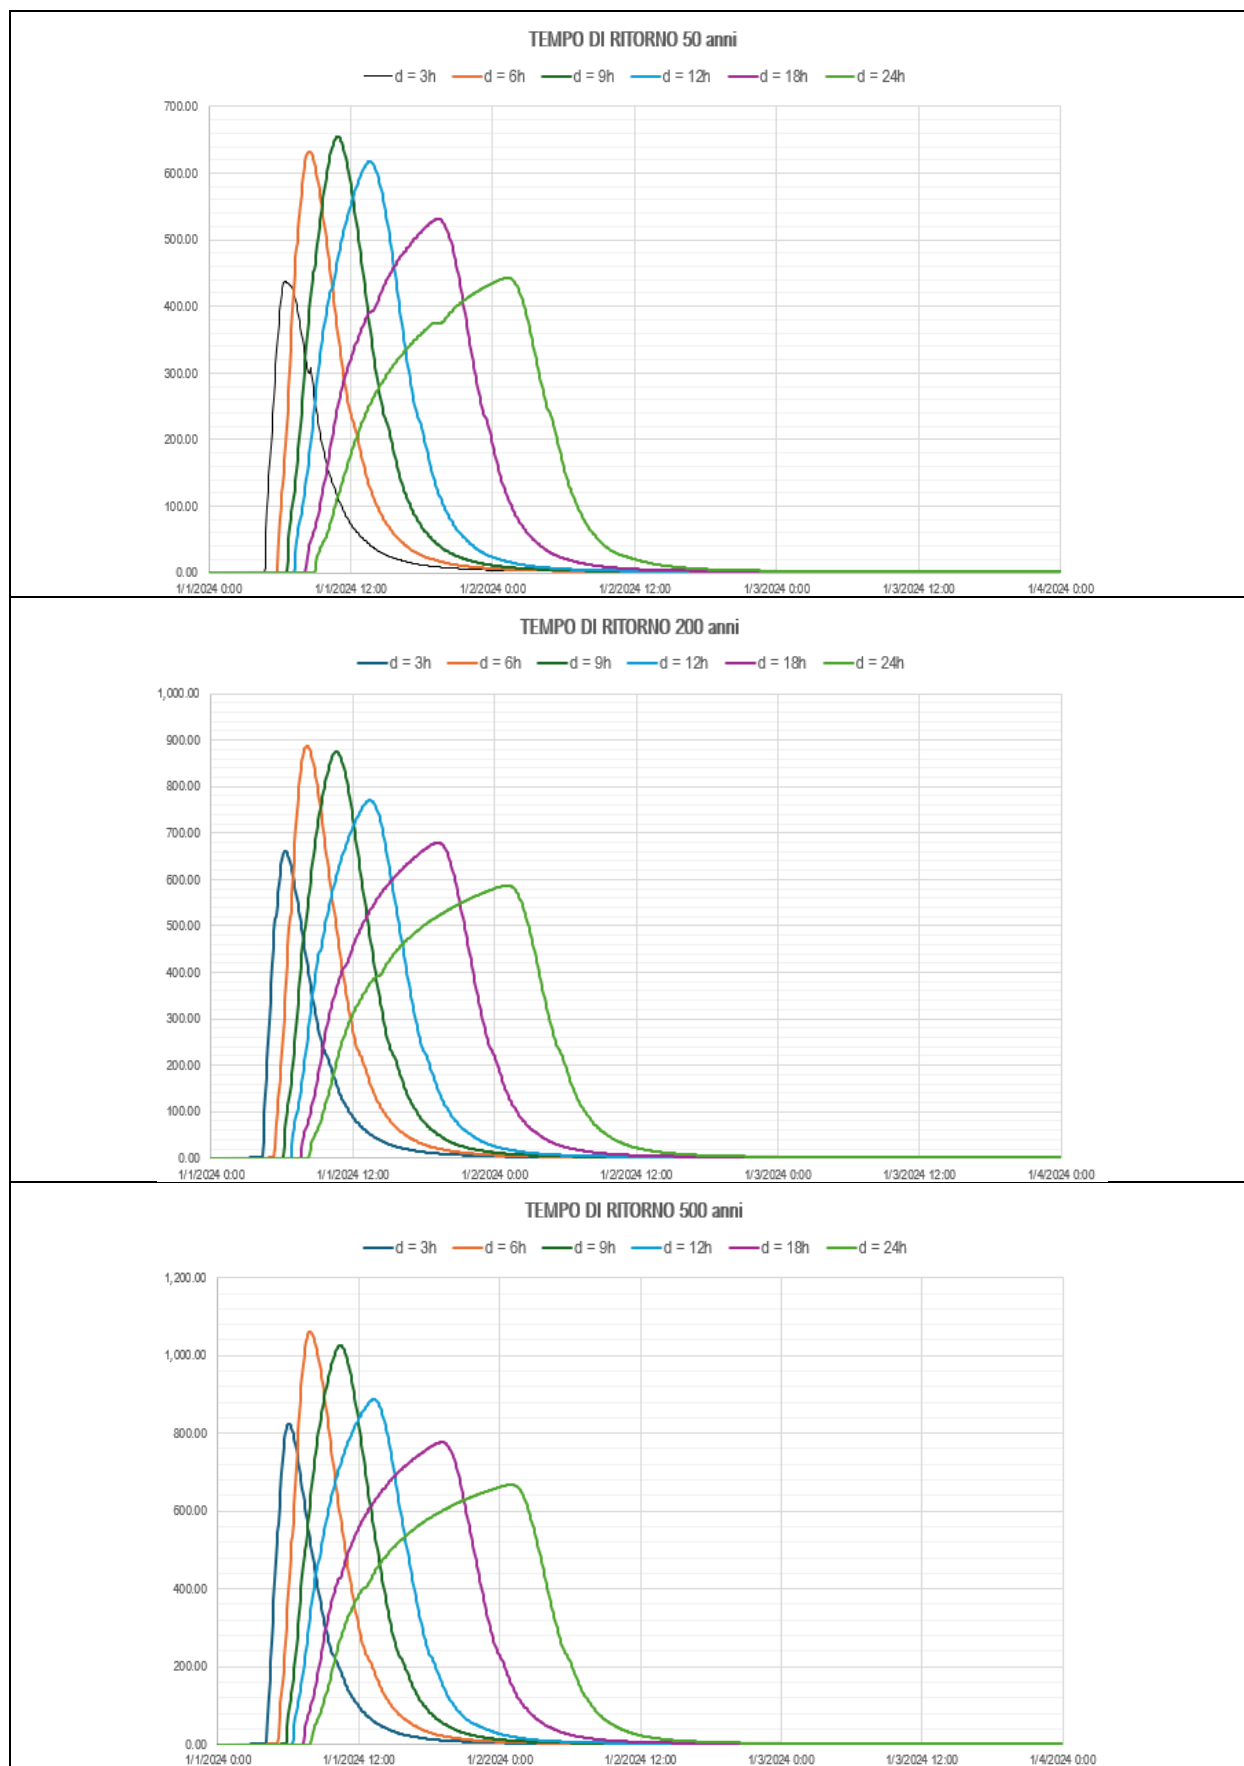 TEMPO DI RITORNO 50 anni
d = 3h d = 6h d = 9h d = 12h d = 18h d = 24h
700.00
600.00
500.00
400.00
300.00
200.00
100.00
0.00
1/1/2024 0:00 1/1/2024 12:00 1/2/2024 0:00 1/2/2024 12:00 1/3/2024 0:00 1/3/2024 12:00 1/4/2024 0:00
TEMPO DI RITORNO 200 anni
d = 3h d = 6h d = 9h d = 12h d = 18h d = 24h
1,000.00
900.00
800.00
700.00
600.00
500.00
400.00
300.00
200.00
100.00
0.00
1/1/2024 0:00 1/1/2024 12:00 1/2/2024 0:00 1/2/2024 12:00 1/3/2024 0:00 1/3/2024 12:00 1/4/2024 0:00
TEMPO DI RITORNO 500 anni
d = 3h d = 6h d = 9h d = 12h d = 18h d = 24h
1,200.00
1,000.00
800.00
600.00
400.00
200.00
0.00
1/1/2024 0:00 1/1/2024 12:00 1/2/2024 0:00 1/2/2024 12:00 1/3/2024 0:00 1/3/2024 12:00 1/4/2024 0:00